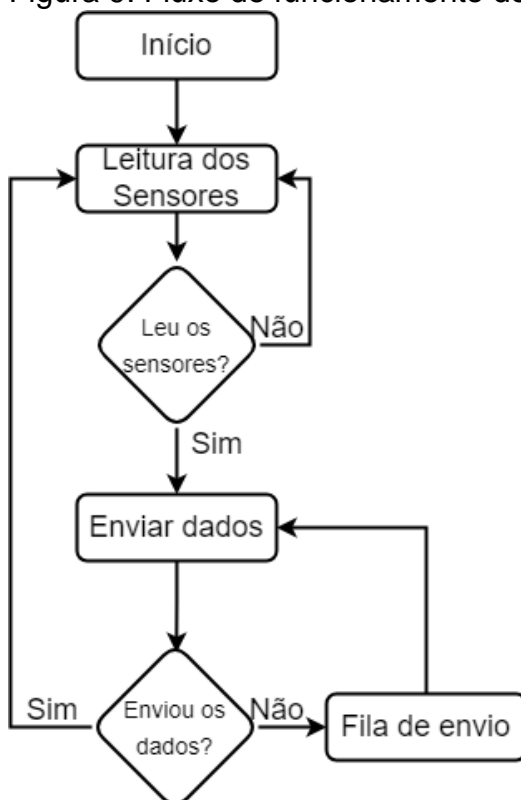 Início
Leitura dos
Sensores
Leu os
sensores?
Não
Sim
Enviar dados
Enviou os
dados?
Sim
Não
Fila de envio